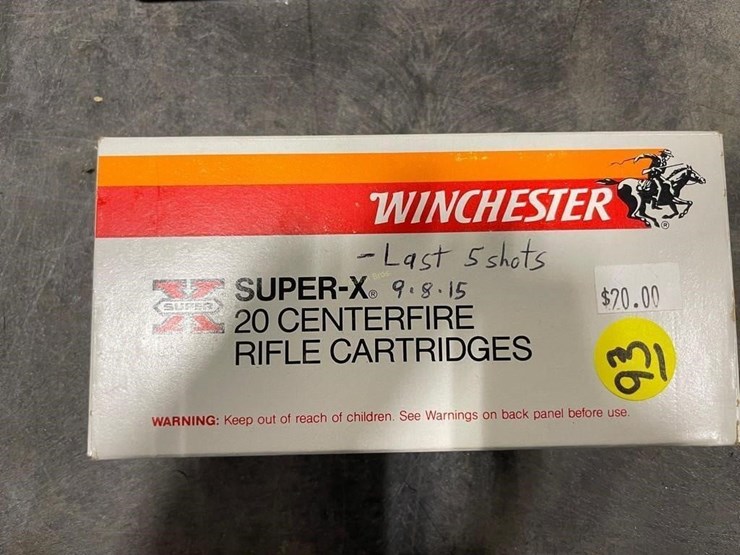 WINCHESTER ®
- Last 5 shots
SUPER
SUPER-X® 9.8.15
20 CENTERFIRE
RIFLE CARTRIDGES
$20.00
93
WARNING: Keep out of reach of children. See Warnings on back panel before use.